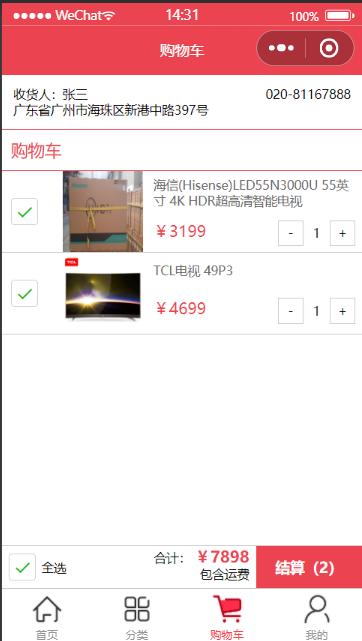 WeChat 14:31 100%
购物车
收货人：张三 020-81167888
广东省广州市海珠区新港中路397号
购物车
海信(Hisense)LED55N3000U 55英
寸 4K HDR超高清智能电视
￥3199 - 1 +
TCL
TCL电视 49P3
￥4699 - 1 +
全选 合计：￥7898
包含运费
结算（2）
首页 分类 购物车 我的